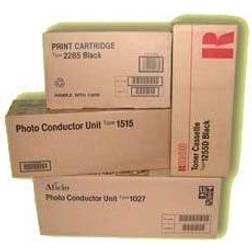 PRINT CARTRIDGE
Type 2285 Black
HANDLE WITH CARE
R
RICOH
Toner Cassette
Type 1255D Black
Photo Conductor Unit Type 1515
Aficio
Photo Conductor Unit Type 1027